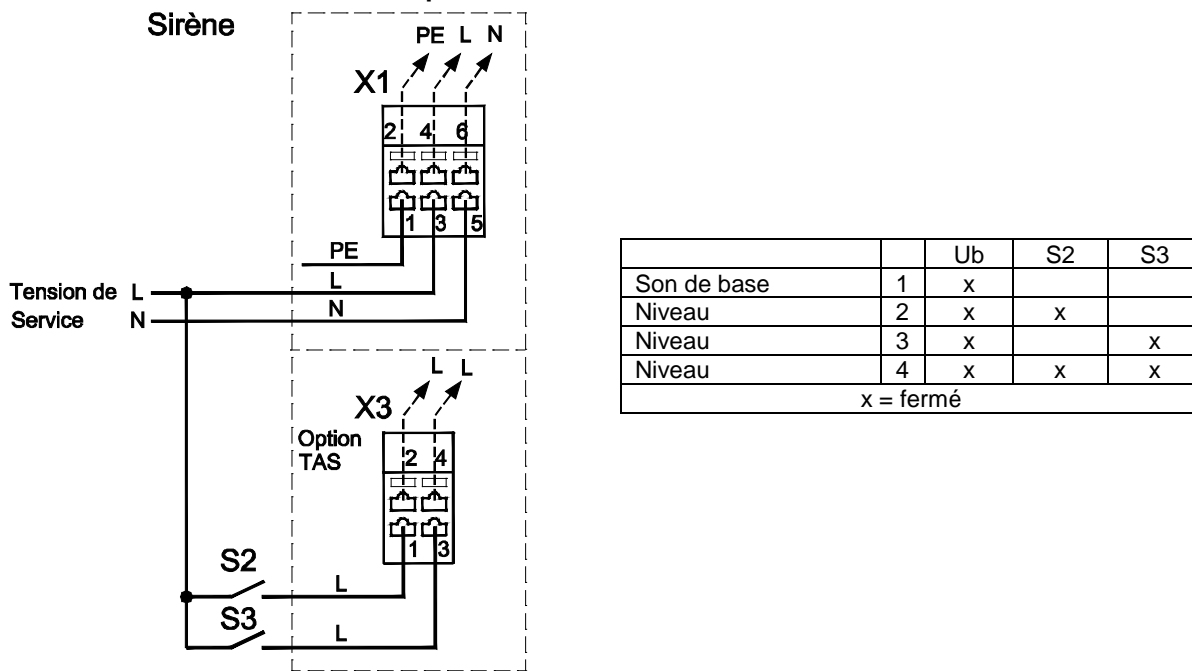 Sirène
PE L N
X1
2 4 6
1 3 5
PE
L
Tension de L
N
Service N
L L
X3
Option
TAS
2 4
1 3
S2
L
S3
L
Ub S2 S3
Son de base 1 x
Niveau 2 x x
Niveau 3 x x
Niveau 4 x x x
x = fermé